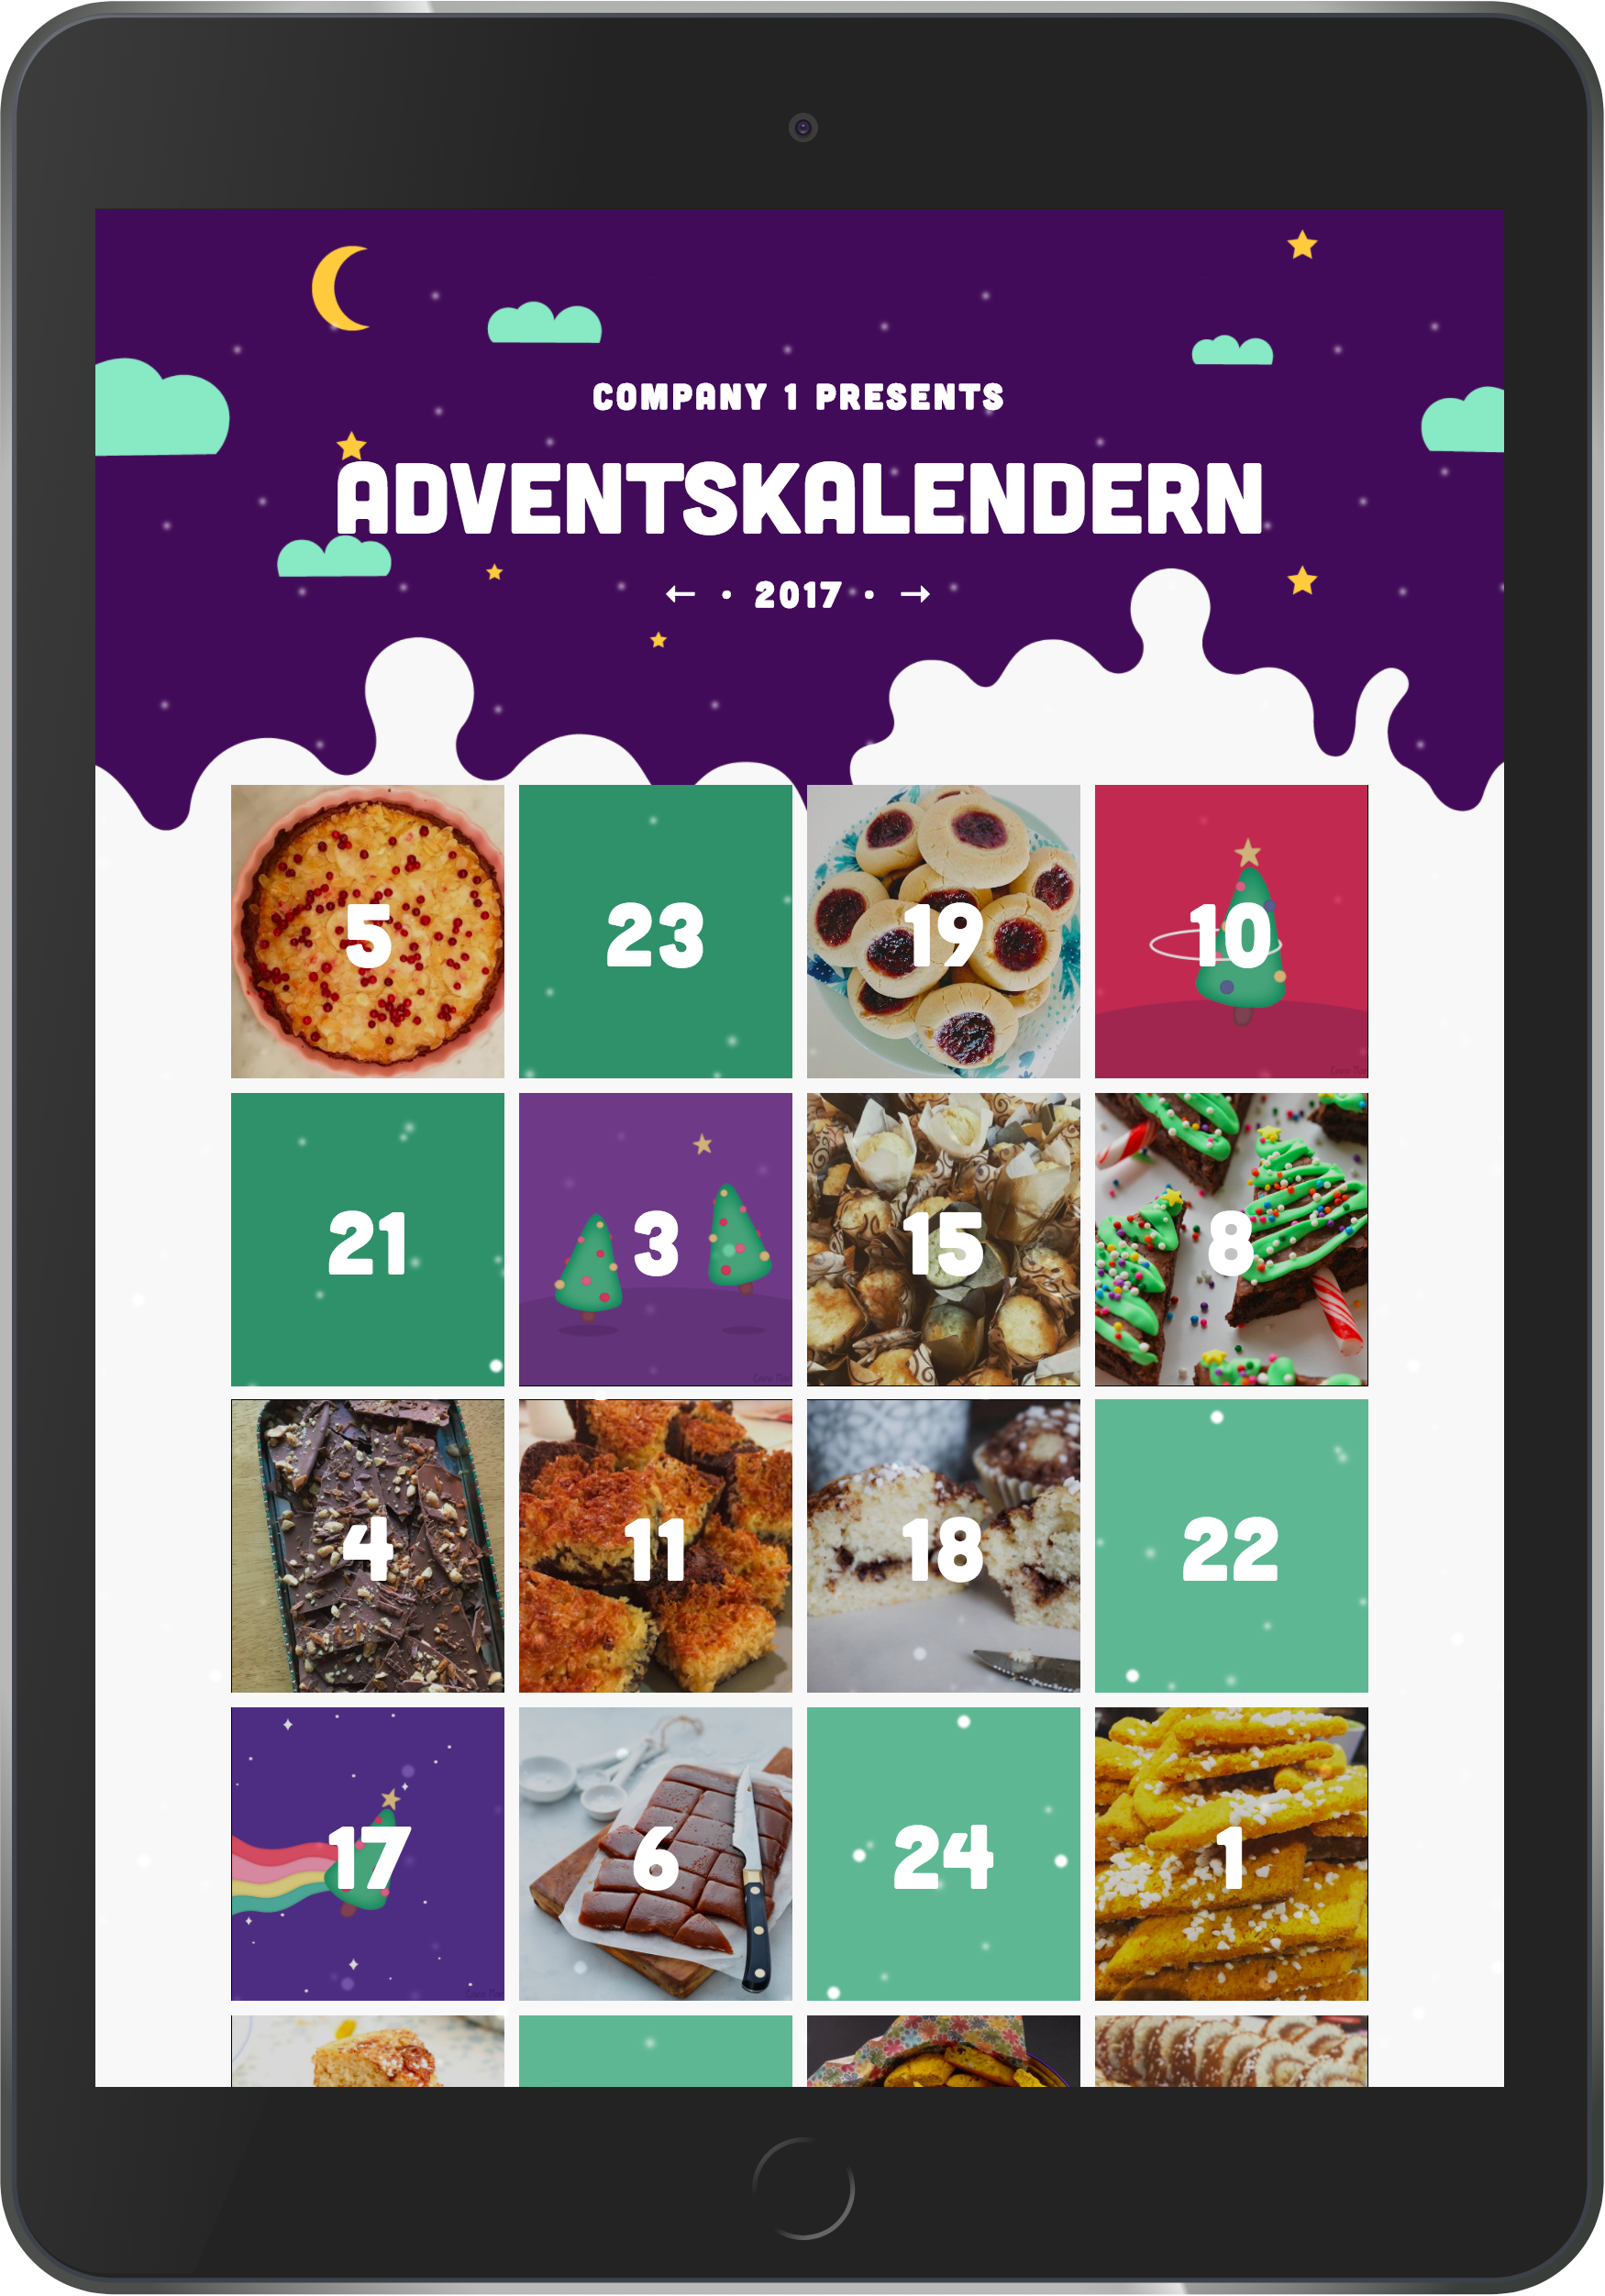 COMPANY 1 PRESENTS
ADVENTSKALENDERN
← · 2017 · →
5 23 19 10
21 3 15 8
4 11 18 22
17 6 24 1